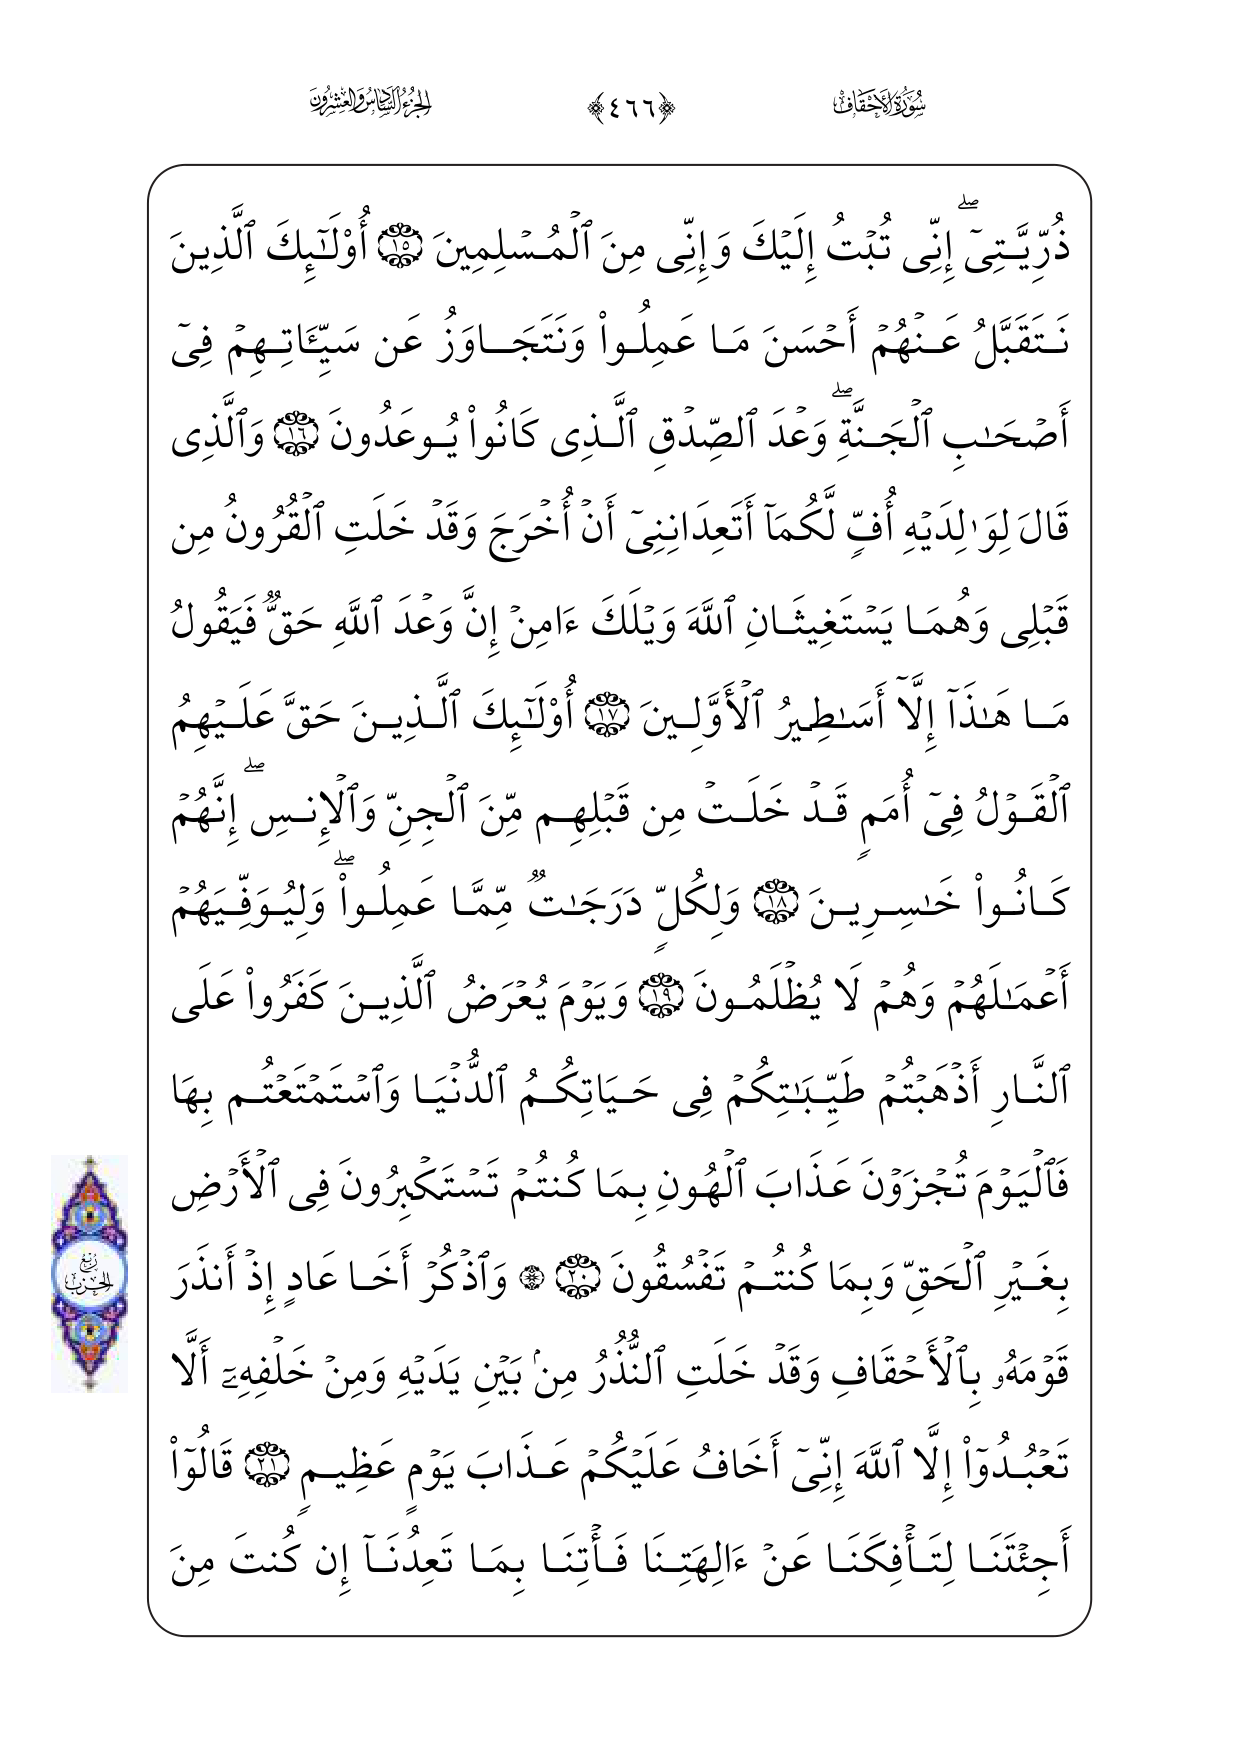 سُورَةُ الأَحْقَافِ ﴿٤٦٦﴾ الجُزْءُ السَّادِسُ وَالعِشْرُونَ
ذُرِّيَّتِىٓۖ إِنِّى تُبۡتُ إِلَيۡكَ وَإِنِّى مِنَ ٱلۡمُسۡلِمِينَ ١٥ أُوْلَـٰٓئِكَ ٱلَّذِينَ
نَتَقَبَّلُ عَنۡهُمۡ أَحۡسَنَ مَا عَمِلُواْ وَنَتَجَاوَزُ عَن سَيِّـَٔاتِهِمۡ فِىٓ
أَصۡحَـٰبِ ٱلۡجَنَّةِۖ وَعۡدَ ٱلصِّدۡقِ ٱلَّذِى كَانُواْ يُوعَدُونَ ١٦ وَٱلَّذِى
قَالَ لِوَٰلِدَيۡهِ أُفٍّ لَّكُمَآ أَتَعِدَانِنِىٓ أَنۡ أُخۡرَجَ وَقَدۡ خَلَتِ ٱلۡقُرُونُ مِن
قَبۡلِى وَهُمَا يَسۡتَغِيثَانِ ٱللَّهَ وَيۡلَكَ ءَامِنۡ إِنَّ وَعۡدَ ٱللَّهِ حَقٌّ فَيَقُولُ
مَا هَـٰذَآ إِلَّآ أَسَـٰطِيرُ ٱلۡأَوَّلِينَ ١٧ أُوْلَـٰٓئِكَ ٱلَّذِينَ حَقَّ عَلَيۡهِمُ
ٱلۡقَوۡلُ فِىٓ أُمَمٍ قَدۡ خَلَتۡ مِن قَبۡلِهِم مِّنَ ٱلۡجِنِّ وَٱلۡإِنسِۖ إِنَّهُمۡ
كَانُواْ خَـٰسِرِينَ ١٨ وَلِكُلٍّ دَرَجَـٰتٌ مِّمَّا عَمِلُواْۖ وَلِيُوَفِّيَهُمۡ
أَعۡمَـٰلَهُمۡ وَهُمۡ لَا يُظۡلَمُونَ ١٩ وَيَوۡمَ يُعۡرَضُ ٱلَّذِينَ كَفَرُواْ عَلَى
ٱلنَّارِ أَذۡهَبۡتُمۡ طَيِّبَـٰتِكُمۡ فِى حَيَاتِكُمُ ٱلدُّنۡيَا وَٱسۡتَمۡتَعۡتُم بِهَا
فَٱلۡيَوۡمَ تُجۡزَوۡنَ عَذَابَ ٱلۡهُونِ بِمَا كُنتُمۡ تَسۡتَكۡبِرُونَ فِى ٱلۡأَرۡضِ
بِغَيۡرِ ٱلۡحَقِّ وَبِمَا كُنتُمۡ تَفۡسُقُونَ ٢٠ ۞ وَٱذۡكُرۡ أَخَا عَادٍ إِذۡ أَنذَرَ
قَوۡمَهُۥ بِٱلۡأَحۡقَافِ وَقَدۡ خَلَتِ ٱلنُّذُرُ مِنۢ بَيۡنِ يَدَيۡهِ وَمِنۡ خَلۡفِهِۦٓ أَلَّا
تَعۡبُدُوٓاْ إِلَّا ٱللَّهَ إِنِّىٓ أَخَافُ عَلَيۡكُمۡ عَذَابَ يَوۡمٍ عَظِيمٍ ٢١ قَالُوٓاْ
أَجِئۡتَنَا لِتَأۡفِكَنَا عَنۡ ءَالِهَتِنَا فَأۡتِنَا بِمَا تَعِدُنَآ إِن كُنتَ مِنَ
رُبْعُ
الحِزْبِ